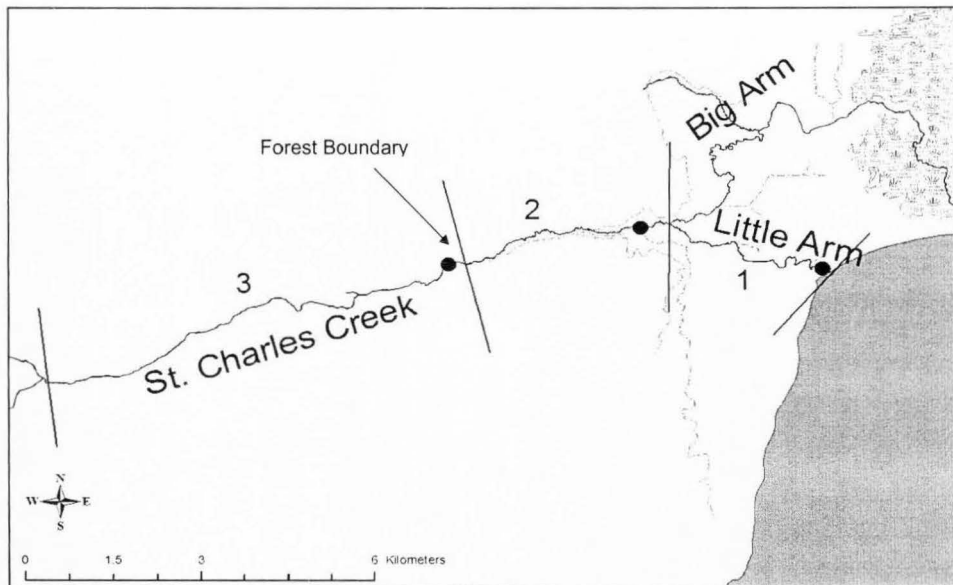 Big Arm
Forest Boundary
2
Little Arm
3
1
St. Charles Creek
N
W E
S
0 1.5 3 6 Kilometers